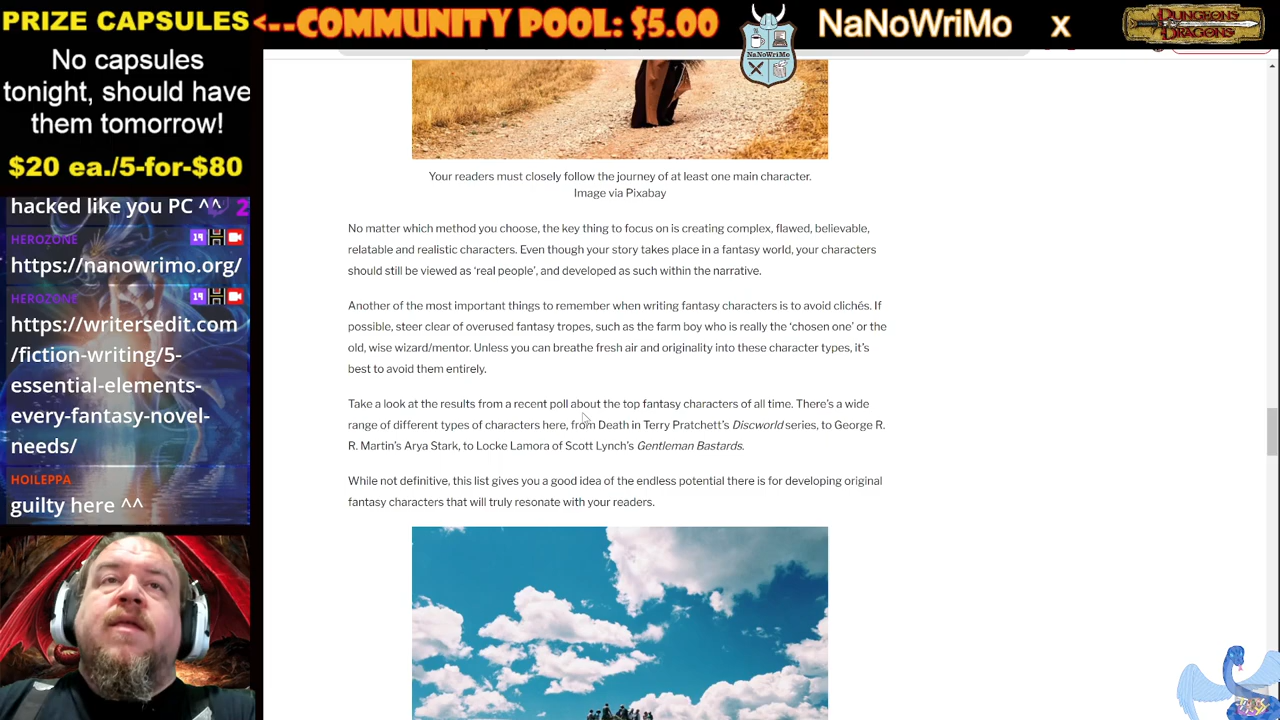 PRIZE CAPSULES
No capsules
tonight, should have
them tomorrow!
$20 ea./5-for-$80
<--COMMUNITY POOL: $5.00
NaNoWriMo
NaNoWriMo x
DUNGEONS & DRAGONS
hacked like you PC ^^
HEROZONE
https://nanowrimo.org/
HEROZONE
https://writersedit.com
/fiction-writing/5-
essential-elements-
every-fantasy-novel-
needs/
HOILEPPA
guilty here ^^
Your readers must closely follow the journey of at least one main character.
Image via Pixabay
No matter which method you choose, the key thing to focus on is creating complex, flawed, believable,
relatable and realistic characters. Even though your story takes place in a fantasy world, your characters
should still be viewed as ‘real people’, and developed as such within the narrative.
Another of the most important things to remember when writing fantasy characters is to avoid clichés. If
possible, steer clear of overused fantasy tropes, such as the farm boy who is really the ‘chosen one’ or the
old, wise wizard/mentor. Unless you can breathe fresh air and originality into these character types, it’s
best to avoid them entirely.
Take a look at the results from a recent poll about the top fantasy characters of all time. There’s a wide
range of different types of characters here, from Death in Terry Pratchett’s Discworld series, to George R.
R. Martin’s Arya Stark, to Locke Lamora of Scott Lynch’s Gentleman Bastards.
While not definitive, this list gives you a good idea of the endless potential there is for developing original
fantasy characters that will truly resonate with your readers.